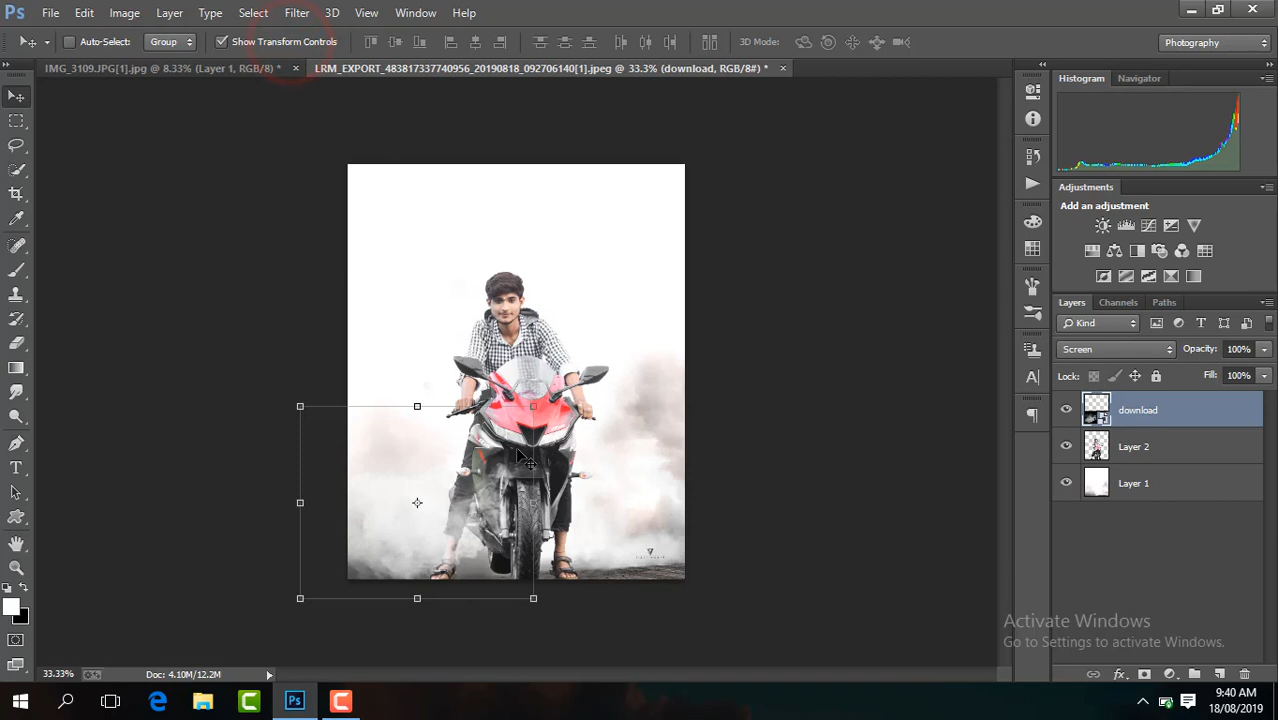 Ps File Edit Image Layer Type Select Filter 3D View Window Help
Auto-Select: Group Show Transform Controls 3D Mode: Photography
IMG_3109.JPG[1].jpg @ 8.33% (Layer 1, RGB/8) * × LRM_EXPORT_483817337740956_20190818_092706140[1].jpeg @ 33.3% (download, RGB/8#) * ×
Histogram Navigator
Adjustments
Add an adjustment
Layers Channels Paths
Kind
Screen Opacity: 100%
Lock: Fill: 100%
download
Layer 2
Layer 1
Activate Windows
Go to Settings to activate Windows.
33.33% Doc: 4.10M/12.2M
Ps
9:40 AM
18/08/2019